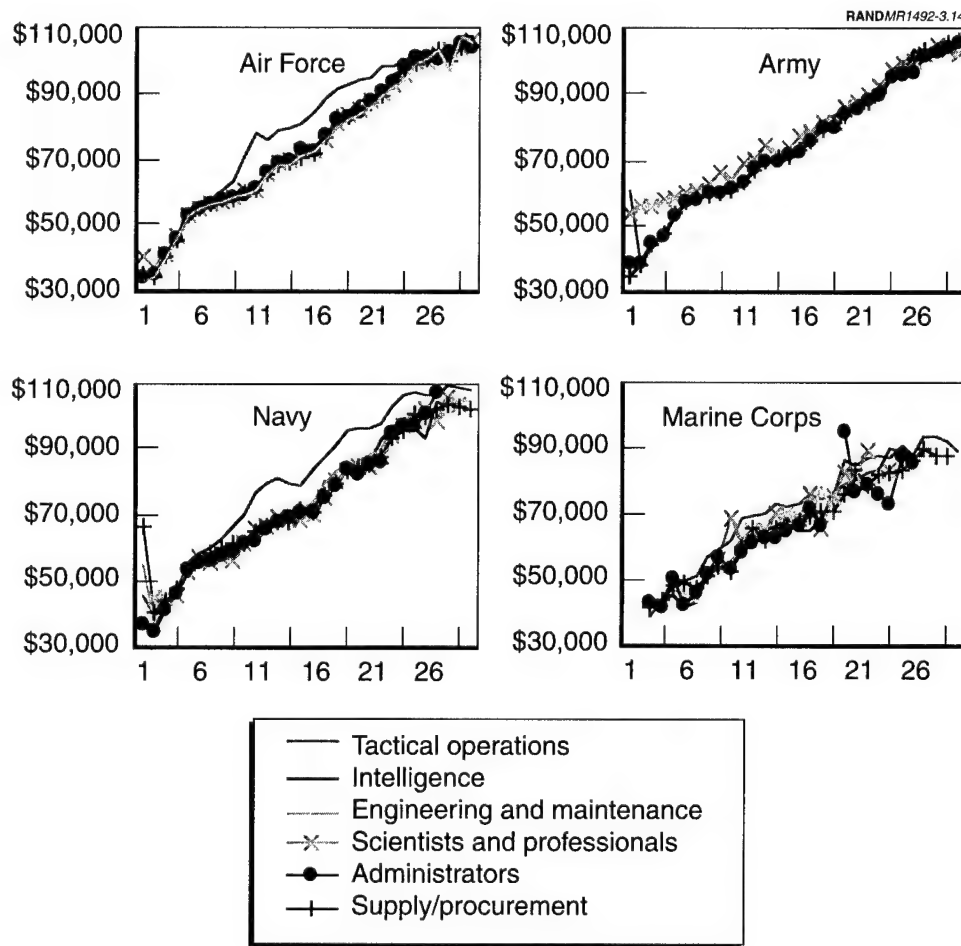 RANDMR1492-3.14
Air Force
$110,000
$90,000
$70,000
$50,000
$30,000
1 6 11 16 21 26
Army
$110,000
$90,000
$70,000
$50,000
$30,000
1 6 11 16 21 26
Navy
$110,000
$90,000
$70,000
$50,000
$30,000
1 6 11 16 21 26
Marine Corps
$110,000
$90,000
$70,000
$50,000
$30,000
1 6 11 16 21 26
Tactical operations
Intelligence
Engineering and maintenance
Scientists and professionals
Administrators
Supply/procurement